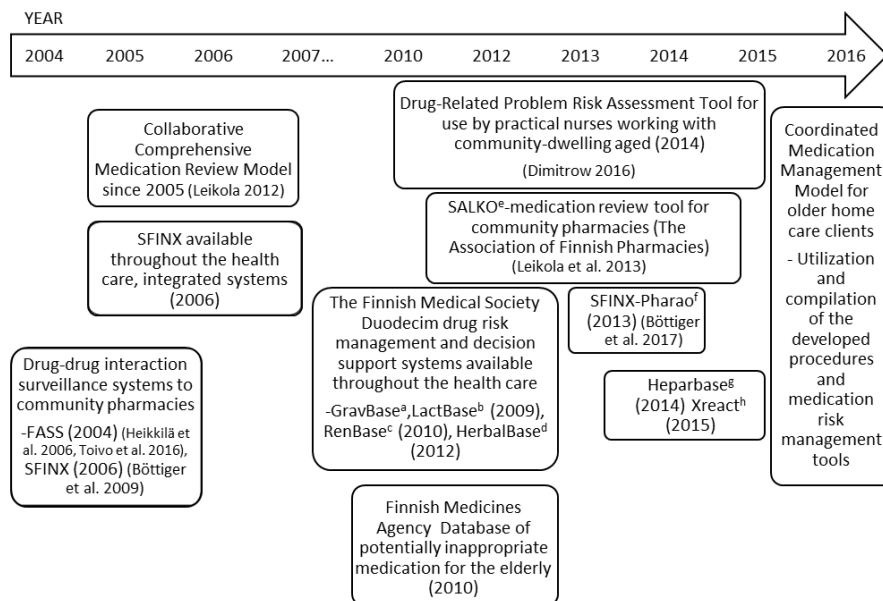 YEAR
2004 2005 2006 2007... 2010 2012 2013 2014 2015 2016
Collaborative
Comprehensive
Medication Review Model
since 2005 (Leikola 2012)
SFINX available
throughout the health
care, integrated systems
(2006)
Drug-drug interaction
surveillance systems to
community pharmacies
-FASS (2004) (Heikkilä et
al. 2006, Toivo et al. 2016),
SFINX (2006) (Böttiger
et al. 2009)
Drug-Related Problem Risk Assessment Tool for
use by practical nurses working with
community-dwelling aged (2014)
(Dimitrow 2016)
SALKOᵉ-medication review tool for
community pharmacies (The
Association of Finnish Pharmacies)
(Leikola et al. 2013)
The Finnish Medical Society
Duodecim drug risk
management and decision
support systems available
throughout the health care
-GravBaseᵃ,LactBaseᵇ (2009),
RenBaseᶜ (2010), HerbalBaseᵈ
(2012)
SFINX-Pharaoᶠ
(2013) (Böttiger
et al. 2017)
Heparbaseᵍ
(2014) Xreactʰ
(2015)
Finnish Medicines
Agency Database of
potentially inappropriate
medication for the elderly
(2010)
Coordinated
Medication
Management
Model for
older home
care clients
- Utilization
and
compilation
of the
developed
procedures
and
medication
risk
management
tools